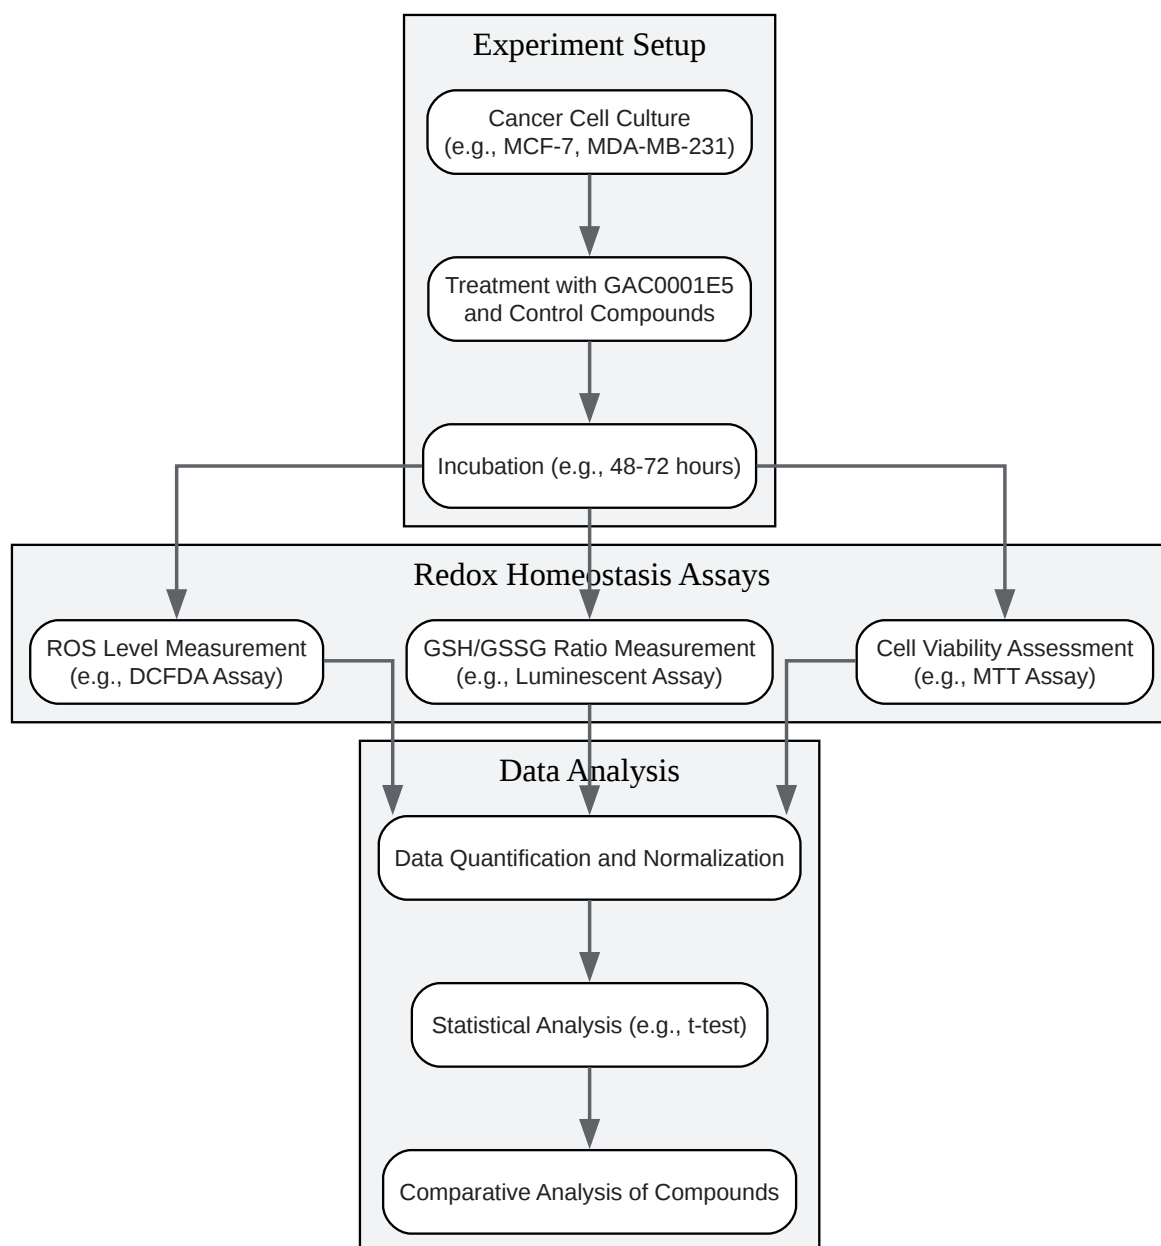 Experiment Setup
Cancer Cell Culture
(e.g., MCF-7, MDA-MB-231)
Treatment with GAC0001E5
and Control Compounds
Incubation (e.g., 48-72 hours)
Redox Homeostasis Assays
ROS Level Measurement
(e.g., DCFDA Assay)
GSH/GSSG Ratio Measurement
(e.g., Luminescent Assay)
Cell Viability Assessment
(e.g., MTT Assay)
Data Analysis
Data Quantification and Normalization
Statistical Analysis (e.g., t-test)
Comparative Analysis of Compounds